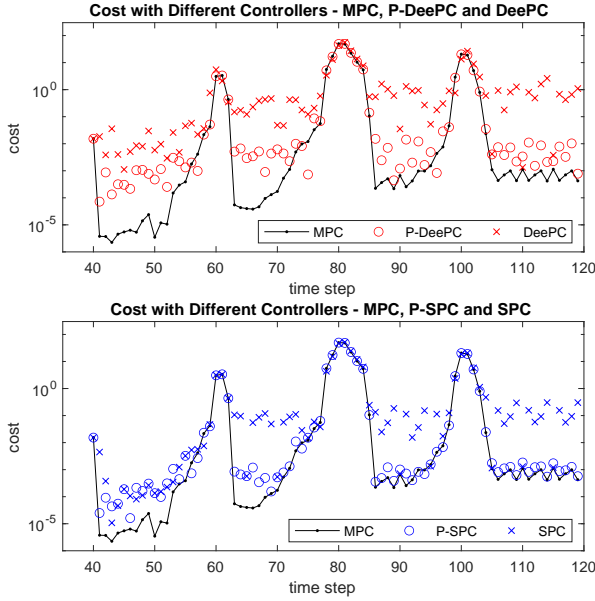 Cost with Different Controllers - MPC, P-DeePC and DeePC
10^0
10^-5
cost
MPC P-DeePC DeePC
40 50 60 70 80 90 100 110 120
time step
Cost with Different Controllers - MPC, P-SPC and SPC
10^0
10^-5
cost
MPC P-SPC SPC
40 50 60 70 80 90 100 110 120
time step